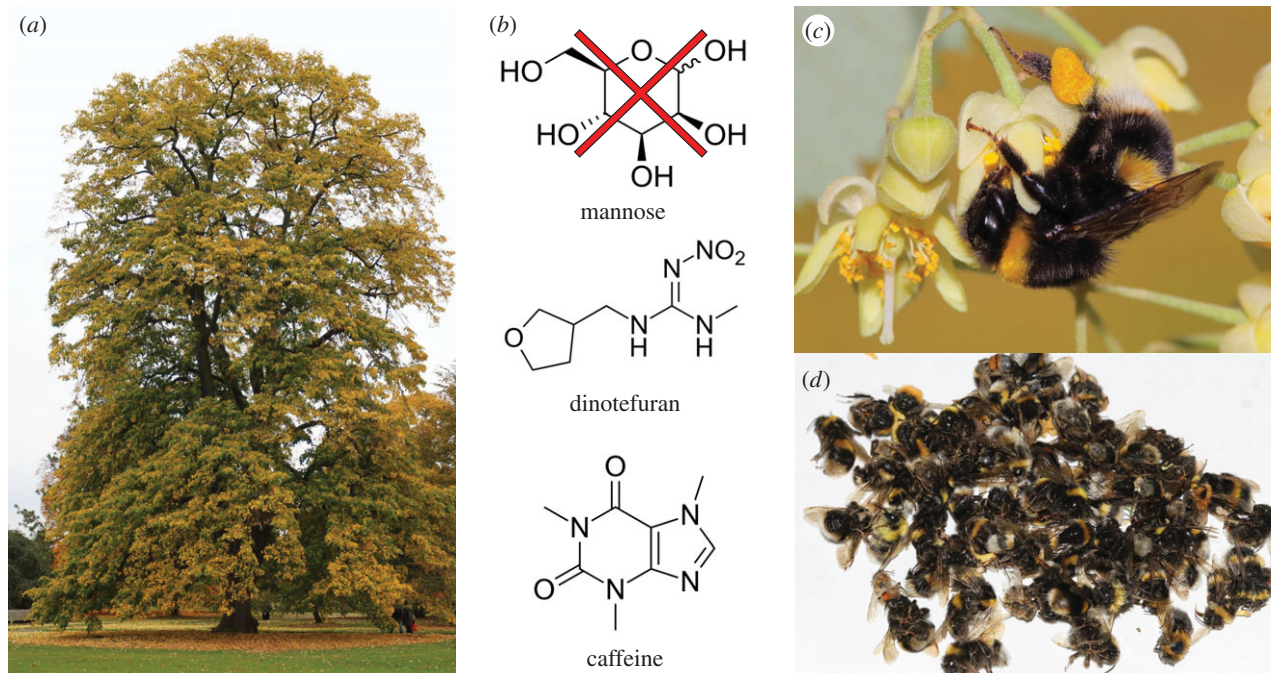 (a)
(b)
O
OH
HO
HO
OH
OH
mannose
NO₂
N
O
N
H
N
H
dinotefuran
O
N
N
O
N
N
caffeine
(c)
(d)